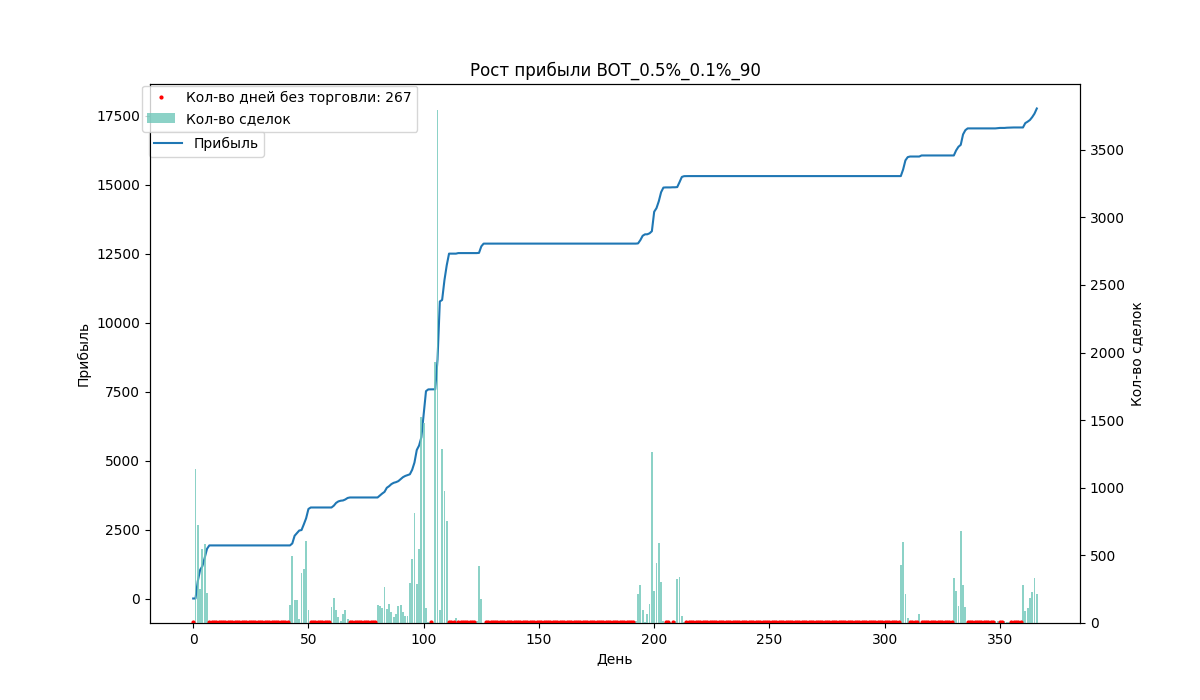 Рост прибыли BOT_0.5%_0.1%_90
Кол-во дней без торговли: 267
Кол-во сделок
Прибыль
17500
15000
12500
10000
7500
5000
2500
0
Прибыль
3500
3000
2500
2000
1500
1000
500
0
Кол-во сделок
0 50 100 150 200 250 300 350
День